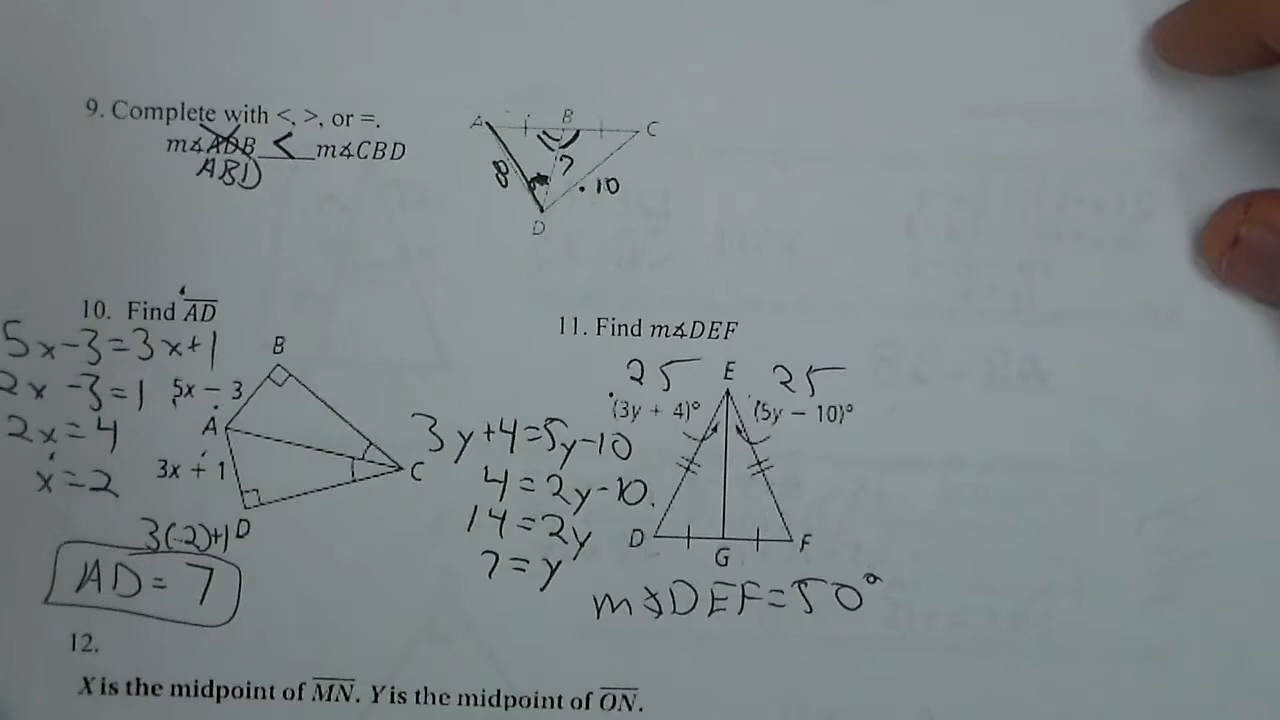 9. Complete with <, >, or =.
m∡ADB < m∡CBD
ABD
A
B
C
8
7
10
D
10. Find AD
5x-3=3x+1
2x -3=1
2x=4
x=2
B
5x − 3
A
3x + 1
C
D
3(2)+1
AD = 7
11. Find m∡DEF
25 E 25
(3y + 4)° (5y − 10)°
3y+4=5y-10
4=2y-10
14=2y
7=y
D
G
F
m∡DEF=50°
12.
X is the midpoint of MN. Y is the midpoint of ON.